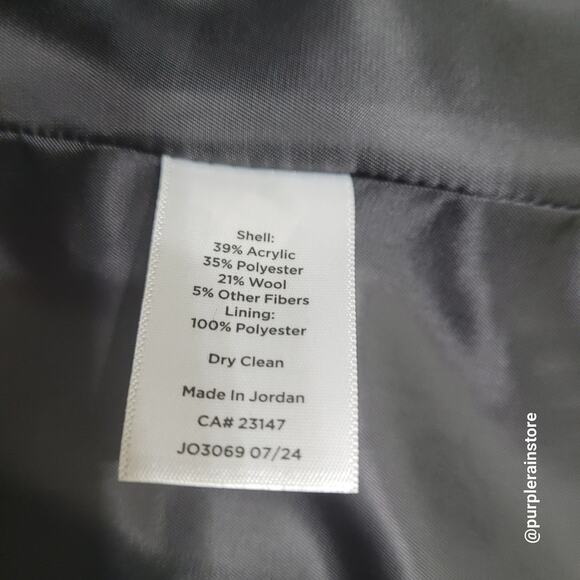 Shell:
39% Acrylic
35% Polyester
21% Wool
5% Other Fibers
Lining:
100% Polyester
Dry Clean
Made In Jordan
CA# 23147
JO3069 07/24
@purplerainstore